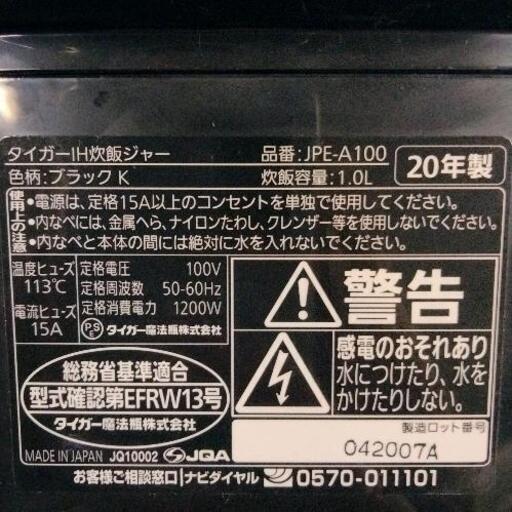 タイガーIH炊飯ジャー 品番:JPE-A100 20年製
色柄:ブラック K 炊飯容量:1.0L
使用上の注意
●電源は、定格15A以上のコンセントを単独で使用してください。
●内なべには、金属へら、ナイロンたわし、クレンザー等を使用しないでください。
●内なべと本体の間には絶対に水を入れないでください。
温度ヒューズ 113℃
電流ヒューズ 15A
定格電圧 100V
定格周波数 50-60Hz
定格消費電力 1200W
PSE タイガー魔法瓶株式会社
総務省基準適合
型式確認第EFRW13号
タイガー魔法瓶株式会社
警告
感電のおそれあり
水につけたり、水を
かけたりしない。
製造ロット番号
042007A
MADE IN JAPAN JQ10002 JQA
お客様ご相談窓口 ナビダイヤル 0570-011101